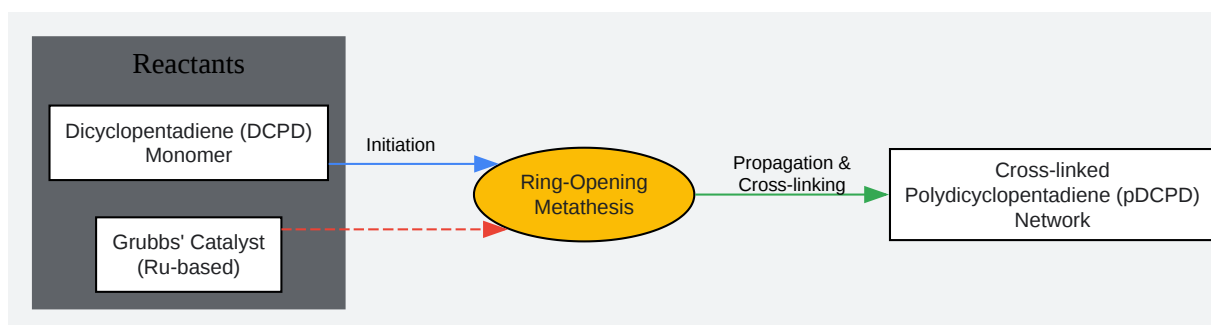 Reactants
Dicyclopentadiene (DCPD)
Monomer
Grubbs' Catalyst
(Ru-based)
Initiation
Ring-Opening
Metathesis
Propagation &
Cross-linking
Cross-linked
Polydicyclopentadiene (pDCPD)
Network